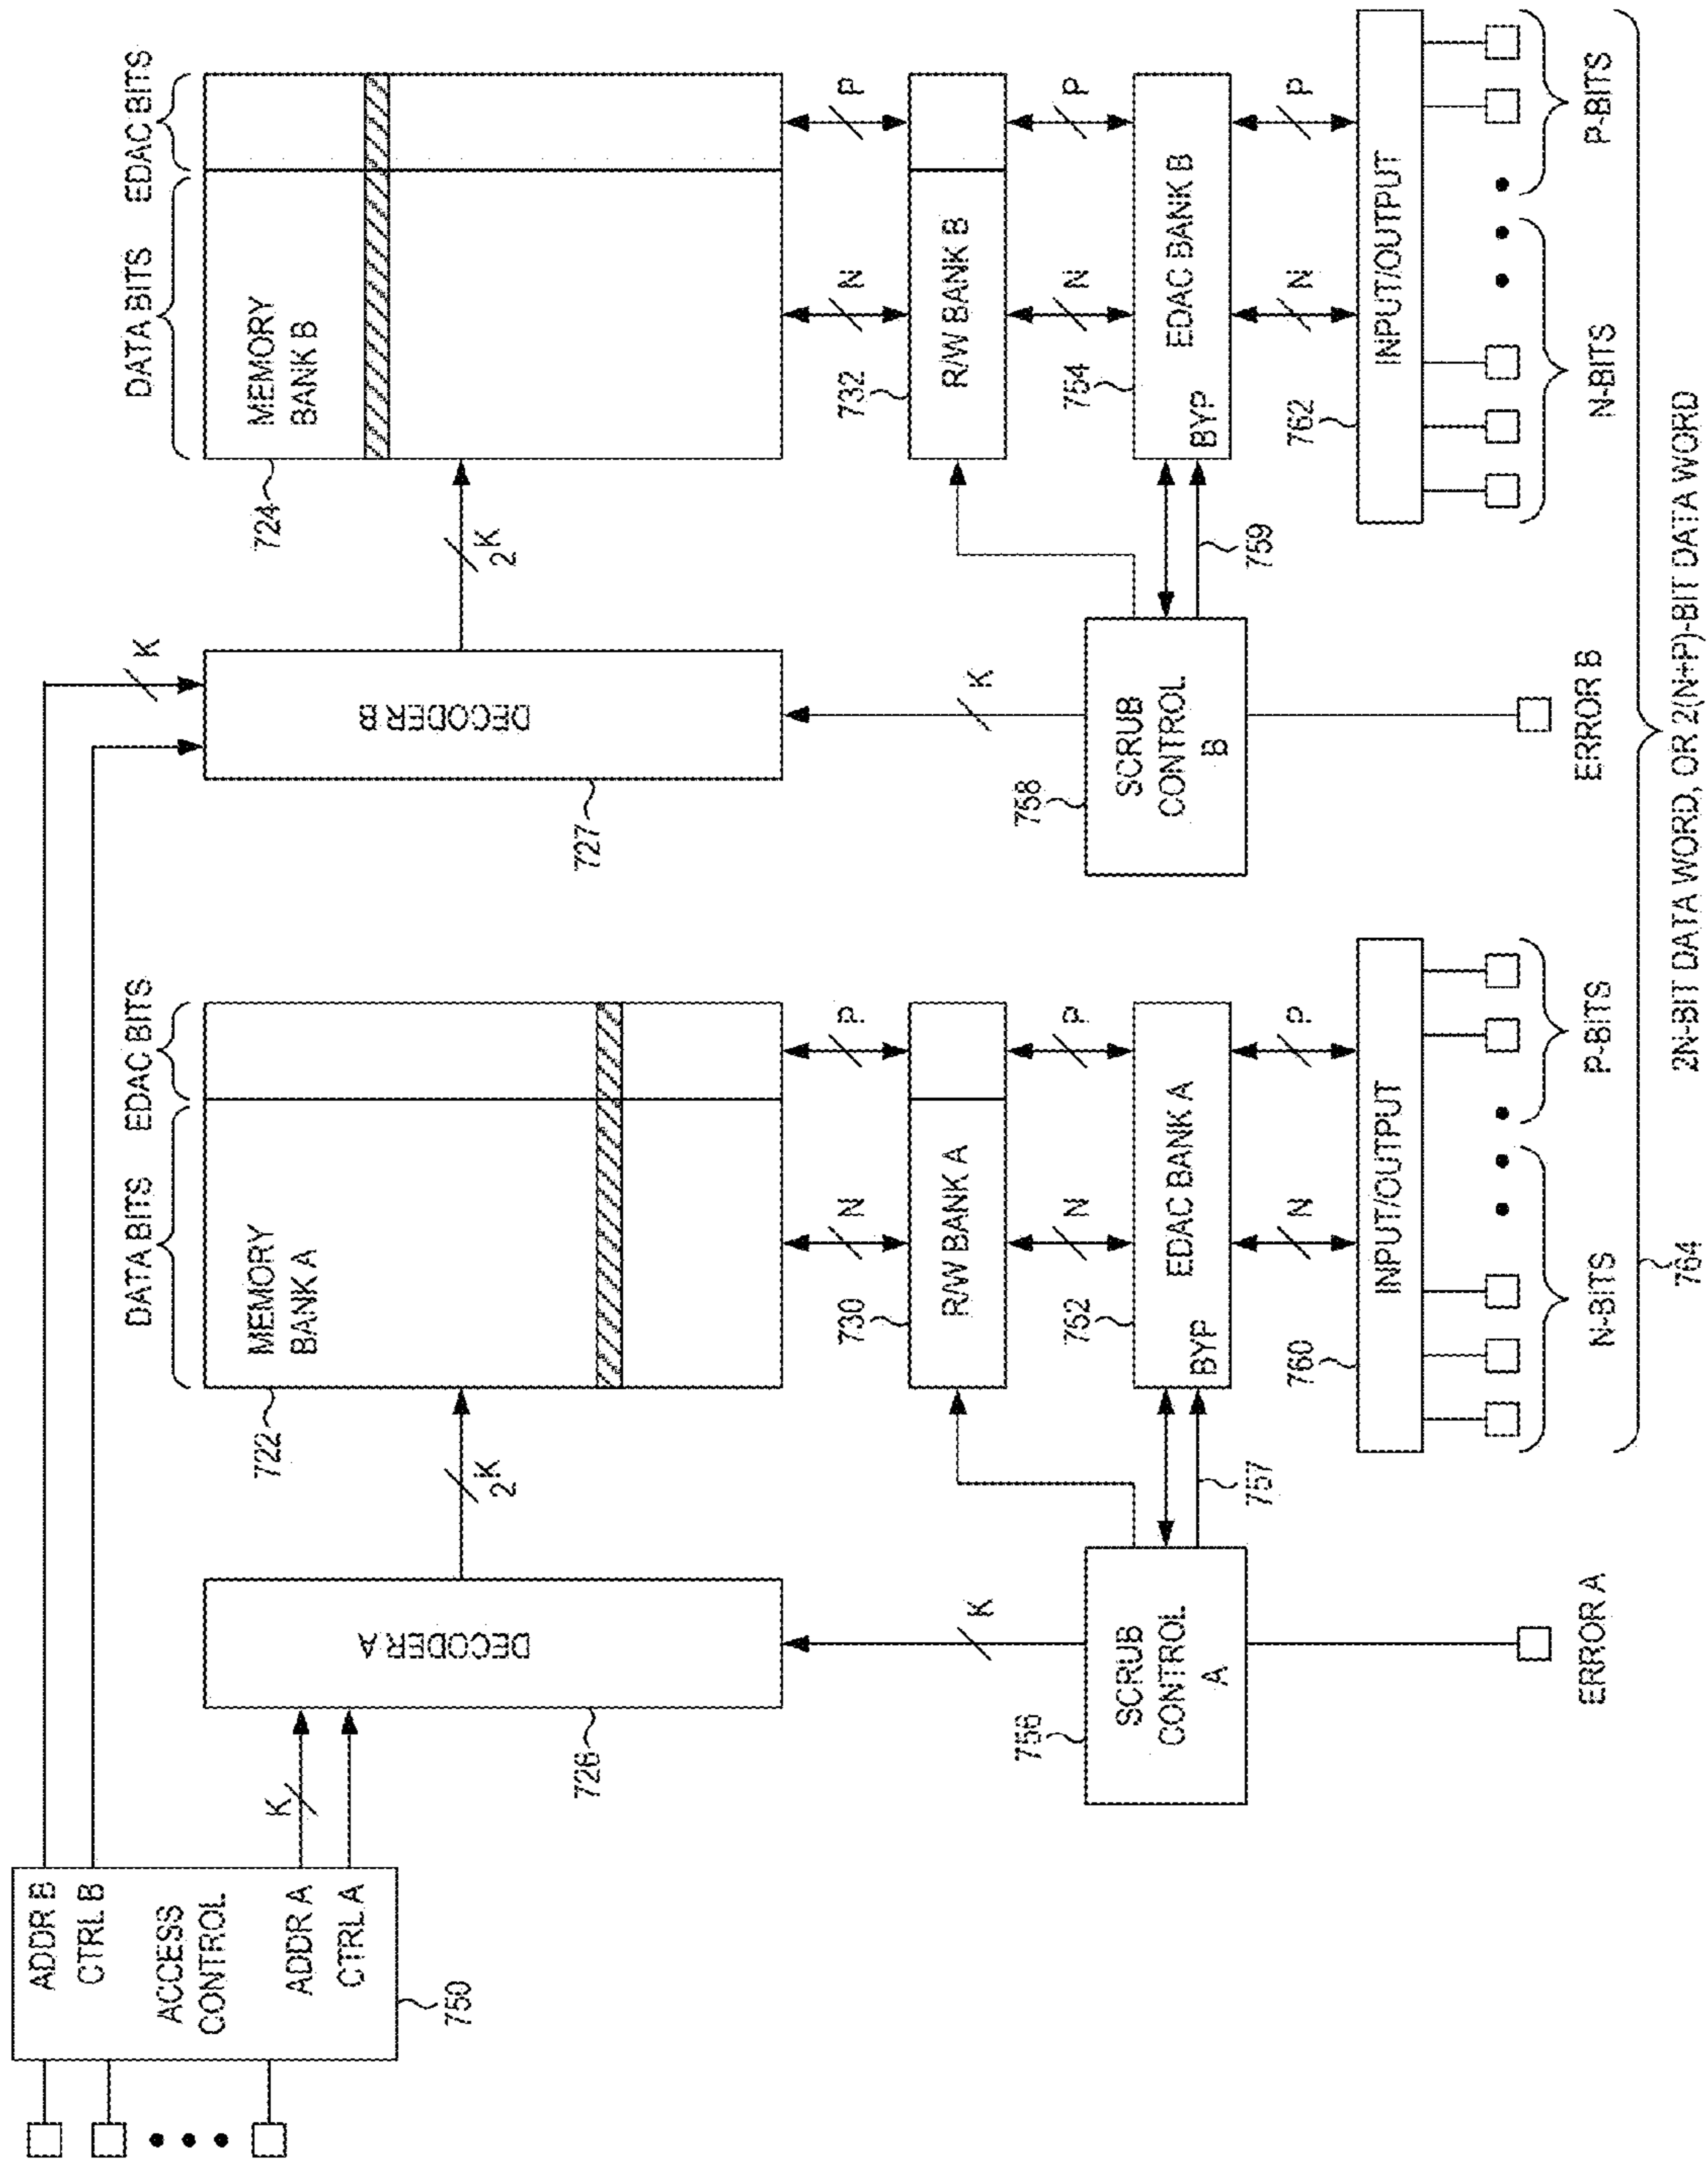 ADDR B
CTRL B
ACCESS
CONTROL
ADDR A
CTRL A
750
K
K
DECODER A
726
2K
DATA BITS
EDAC BITS
MEMORY
BANK A
722
N
P
R/W BANK A
730
N
P
EDAC BANK A
BYP
752
N
P
INPUT/OUTPUT
760
N-BITS
P-BITS
K
SCRUB
CONTROL
A
756
757
ERROR A
DECODER B
727
2K
DATA BITS
EDAC BITS
MEMORY
BANK B
724
N
P
R/W BANK B
732
N
P
EDAC BANK B
BYP
754
N
P
INPUT/OUTPUT
762
N-BITS
P-BITS
K
SCRUB
CONTROL
B
758
759
ERROR B
764
2N-BIT DATA WORD, OR 2(N+P)-BIT DATA WORD